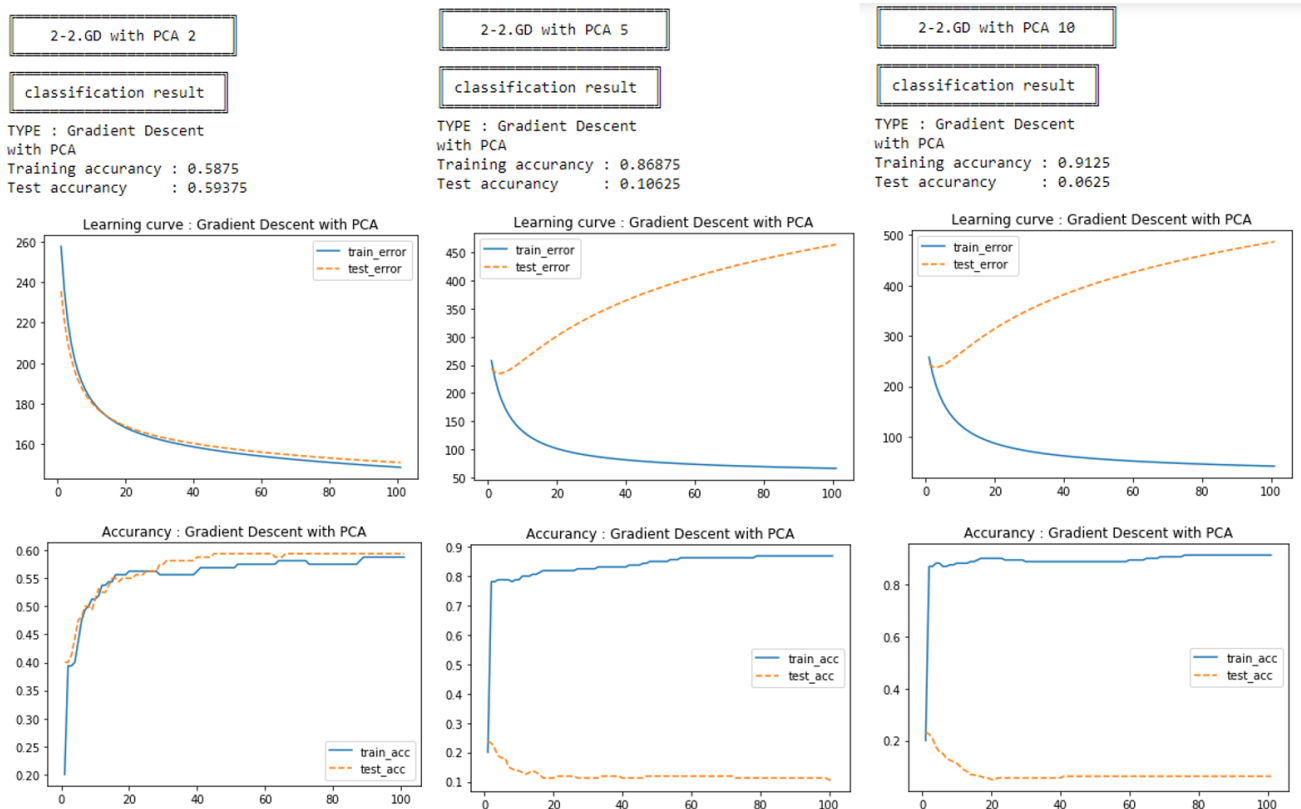 2-2.GD with PCA 2
classification result
TYPE : Gradient Descent
with PCA
Training accurancy : 0.5875
Test accurancy : 0.59375
Learning curve : Gradient Descent with PCA
260
240
220
200
180
160
train_error
test_error
0 20 40 60 80 100
Accurancy : Gradient Descent with PCA
0.60
0.55
0.50
0.45
0.40
0.35
0.30
0.25
0.20
train_acc
test_acc
0 20 40 60 80 100
2-2.GD with PCA 5
classification result
TYPE : Gradient Descent
with PCA
Training accurancy : 0.86875
Test accurancy : 0.10625
Learning curve : Gradient Descent with PCA
train_error
test_error
450
400
350
300
250
200
150
100
50
0 20 40 60 80 100
Accurancy : Gradient Descent with PCA
0.9
0.8
0.7
0.6
0.5
0.4
0.3
0.2
0.1
train_acc
test_acc
0 20 40 60 80 100
2-2.GD with PCA 10
classification result
TYPE : Gradient Descent
with PCA
Training accurancy : 0.9125
Test accurancy : 0.0625
Learning curve : Gradient Descent with PCA
train_error
test_error
500
400
300
200
100
0 20 40 60 80 100
Accurancy : Gradient Descent with PCA
0.8
0.6
0.4
0.2
train_acc
test_acc
0 20 40 60 80 100